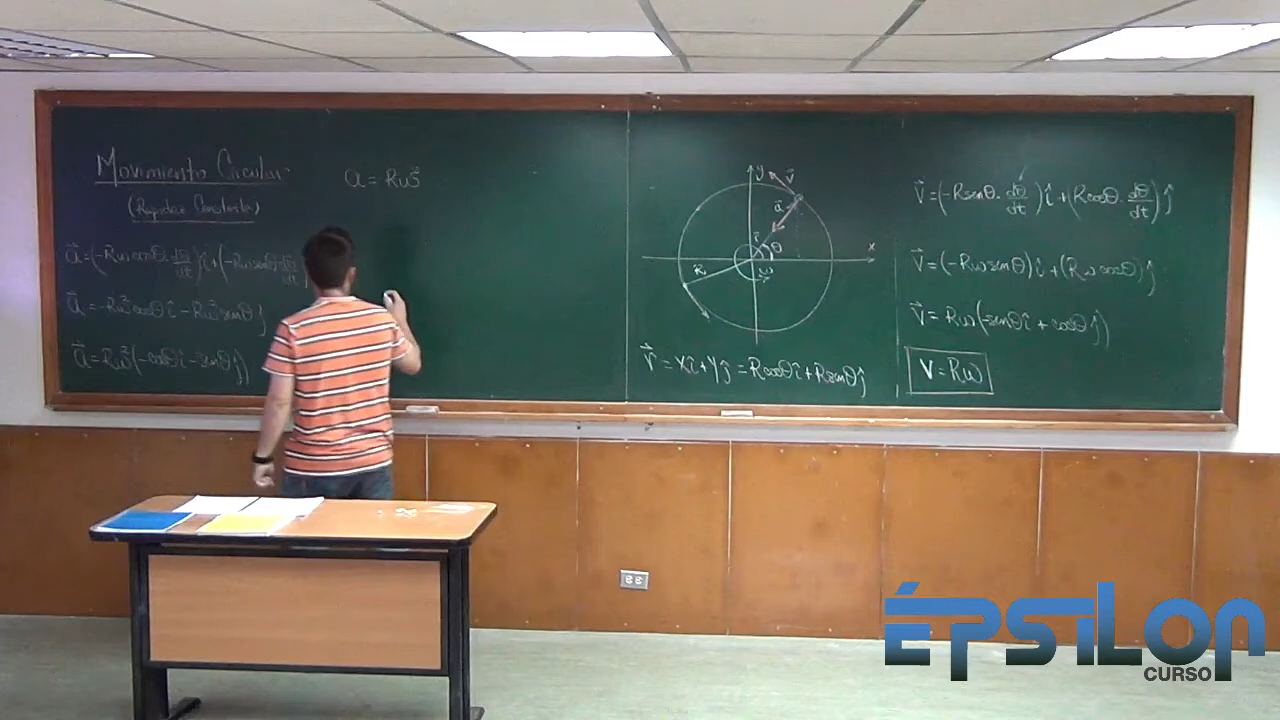 Movimiento Circular
(Rapidez Constante)
a⃗ = (-Rω senθ · dθ/dt) î + (-Rω senθ · dθ/dt
a⃗ = -Rω² cosθ î - Rω² senθ ĵ
a⃗ = Rω² (-cosθ î - senθ ĵ)
a = Rω²
y
v⃗
a⃗
r⃗
θ
x
R
ω
r⃗ = X î + Y ĵ = R cosθ î + R senθ ĵ
v⃗ = (-R senθ · dθ/dt) î + (R cosθ · dθ/dt) ĵ
v⃗ = (-Rω senθ) î + (Rω cosθ) ĵ
v⃗ = Rω (-senθ î + cosθ ĵ)
V = Rω
ÉPSILON
CURSO